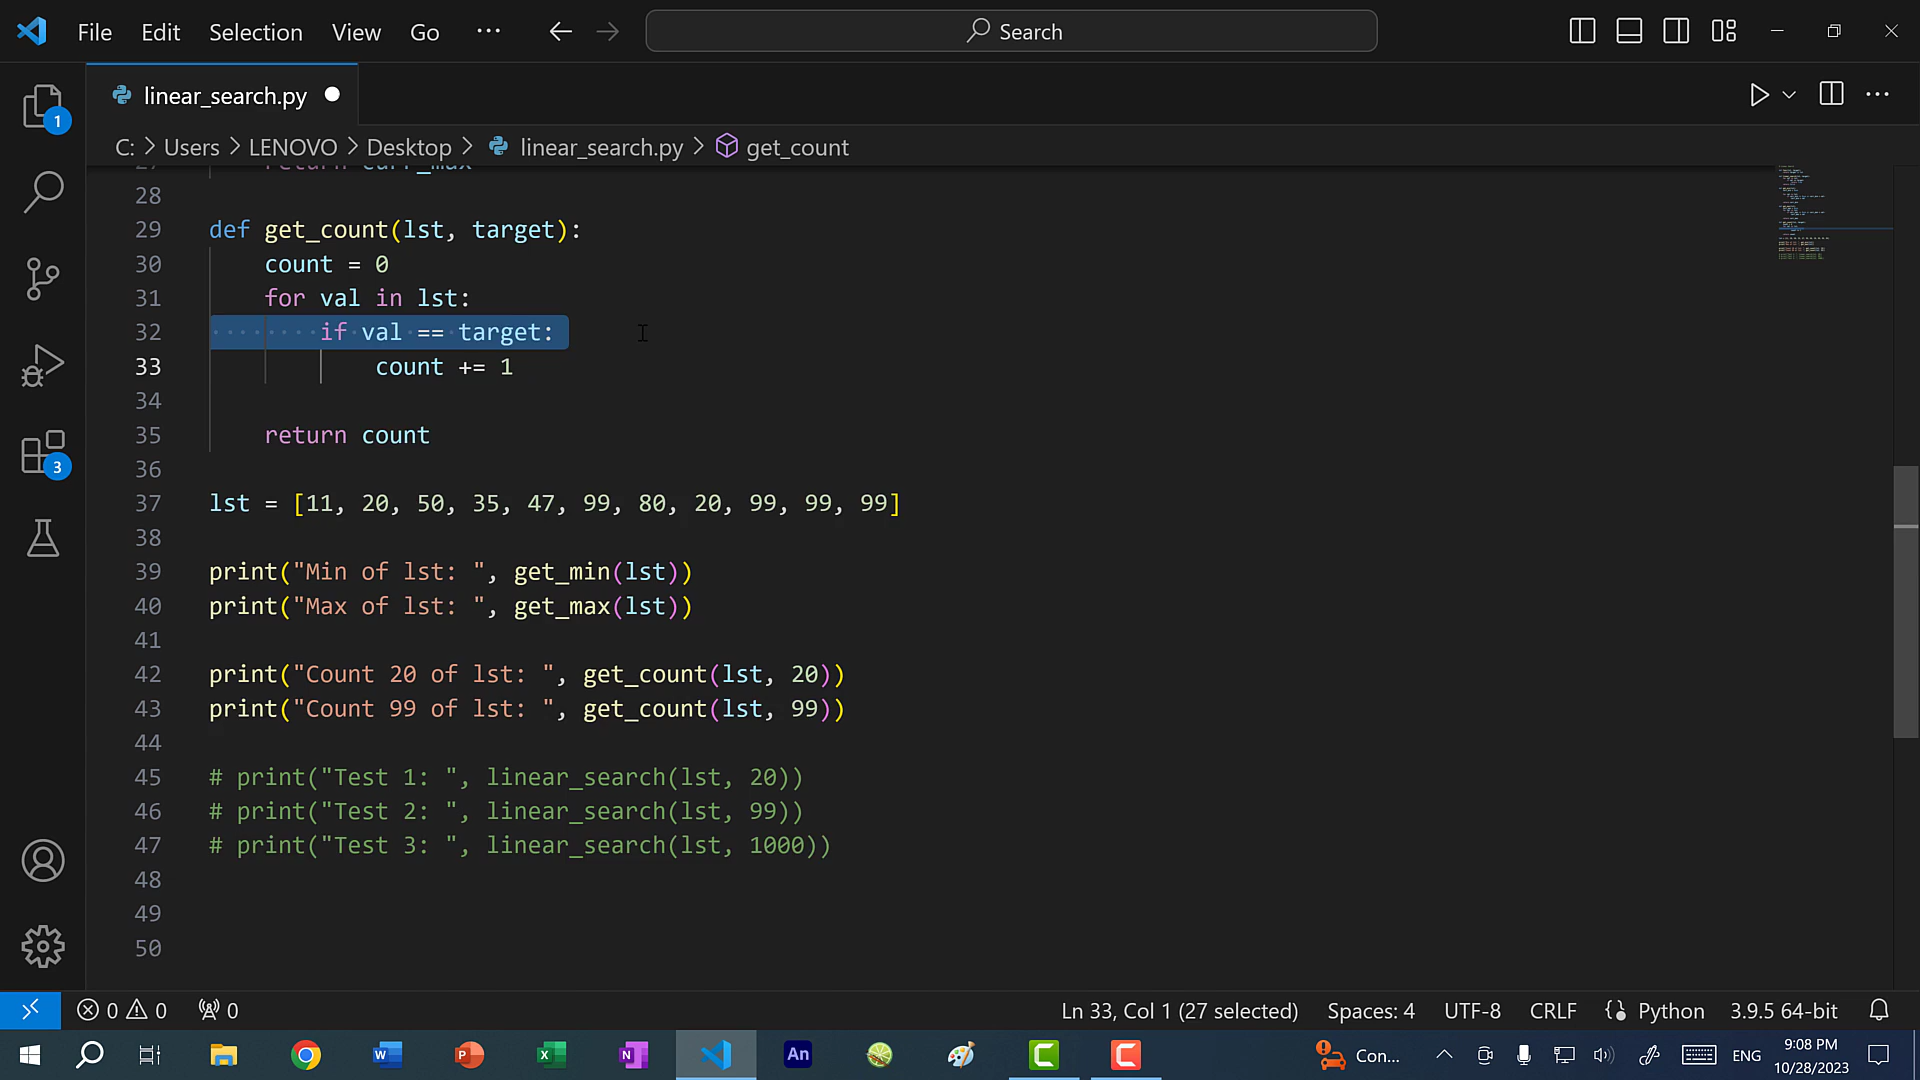 File Edit Selection View Go ··· Search
linear_search.py
1
C: > Users > LENOVO > Desktop > linear_search.py > get_count
27 return curr_max
28
29 def get_count(lst, target):
30 count = 0
31 for val in lst:
32 if val == target:
33 count += 1
34
35 return count
36
37 lst = [11, 20, 50, 35, 47, 99, 80, 20, 99, 99, 99]
38
39 print("Min of lst: ", get_min(lst))
40 print("Max of lst: ", get_max(lst))
41
42 print("Count 20 of lst: ", get_count(lst, 20))
43 print("Count 99 of lst: ", get_count(lst, 99))
44
45 # print("Test 1: ", linear_search(lst, 20))
46 # print("Test 2: ", linear_search(lst, 99))
47 # print("Test 3: ", linear_search(lst, 1000))
48
49
50
3
0 0 0 Ln 33, Col 1 (27 selected) Spaces: 4 UTF-8 CRLF Python 3.9.5 64-bit
W P X N An Con... ENG 9:08 PM
10/28/2023